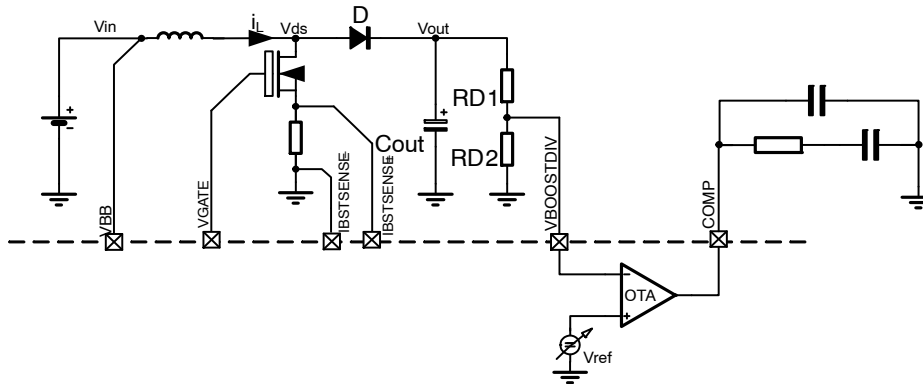 Vin
iL
Vds
D
Vout
RD1
RD2
Cout
VBB
VGATE
IBSTSENSE-
IBSTSENSE+
VBOOSTDIV
COMP
OTA
Vref